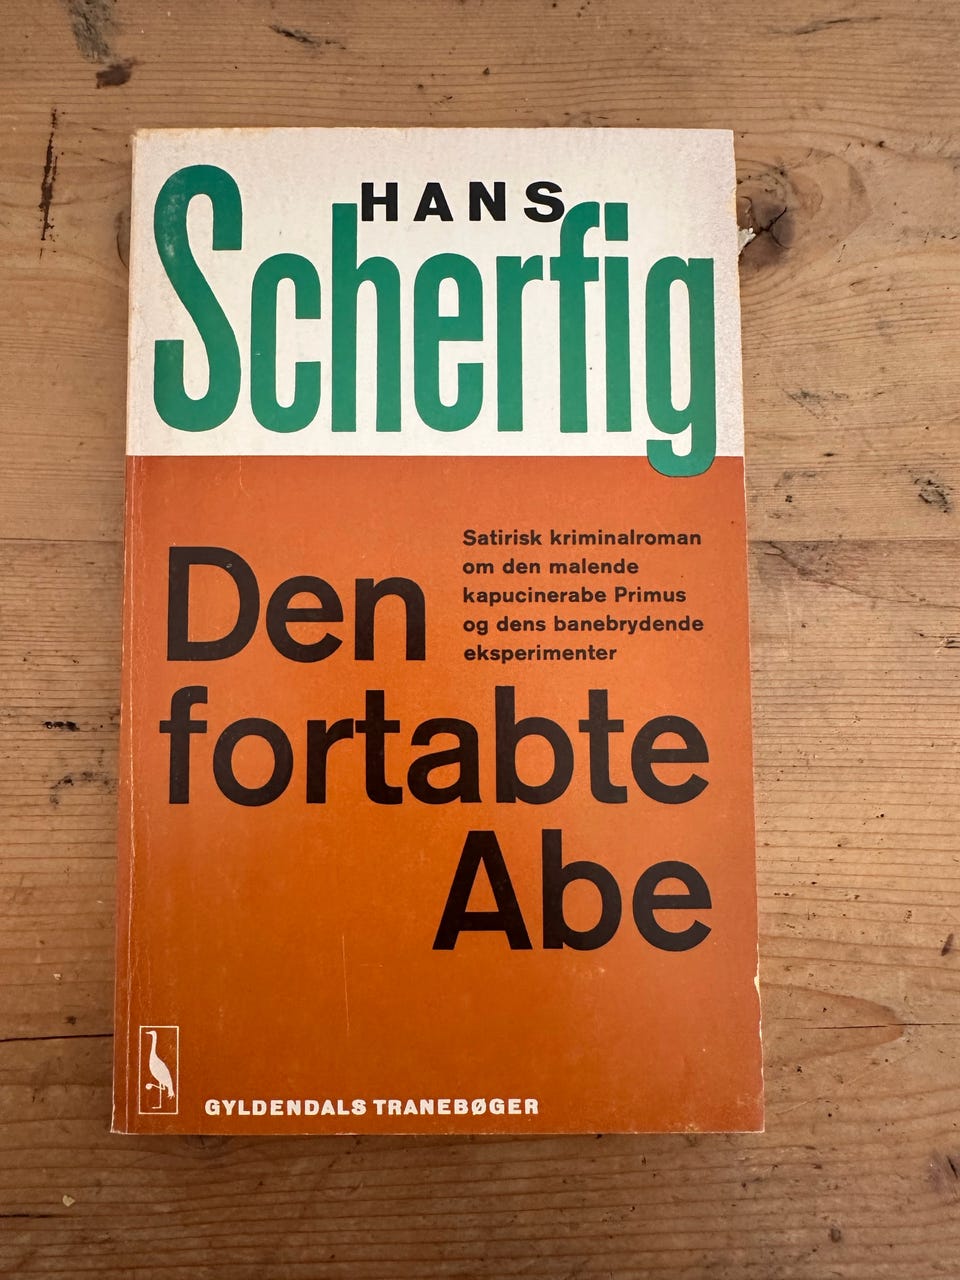 HANS
Scherfig
Satirisk kriminalroman
om den malende
kapucinerabe Primus
og dens banebrydende
eksperimenter
Den
fortabte
Abe
GYLDENDALS TRANEBØGER